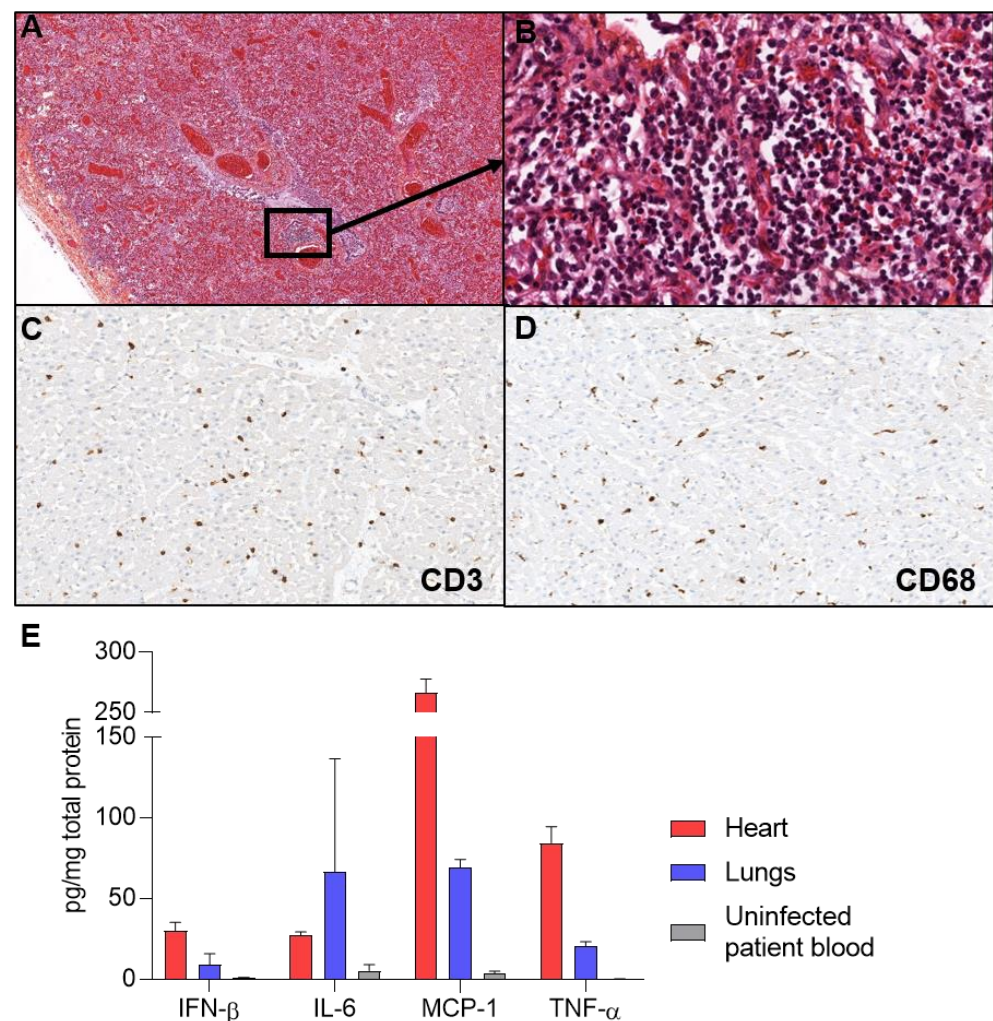 A
B
C
CD3
D
CD68
E
pg/mg total protein
300
250
150
100
50
0
IFN-β
IL-6
MCP-1
TNF-α
Heart
Lungs
Uninfected
patient blood